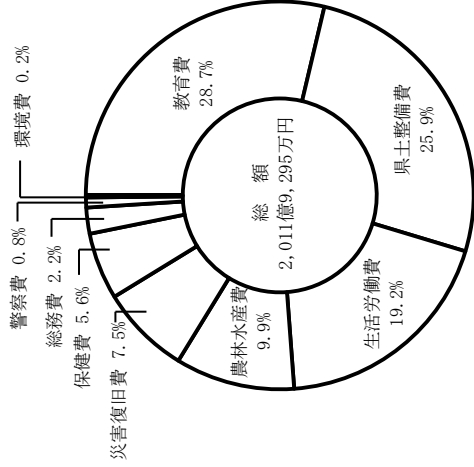 環境費 0.2%
警察費 0.8%
総務費 2.2%
保健費 5.6%
災害復旧費 7.5%
農林水産費
9.9%
生活労働費
19.2%
県土整備費
25.9%
教育費
28.7%
総　額
2,011億9,295万円